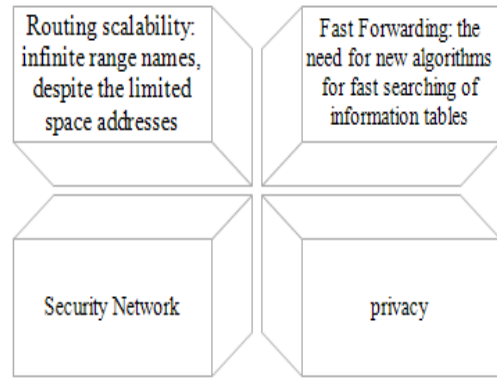 Routing scalability:
infinite range names,
despite the limited
space addresses
Fast Forwarding: the
need for new algorithms
for fast searching of
information tables
Security Network
privacy